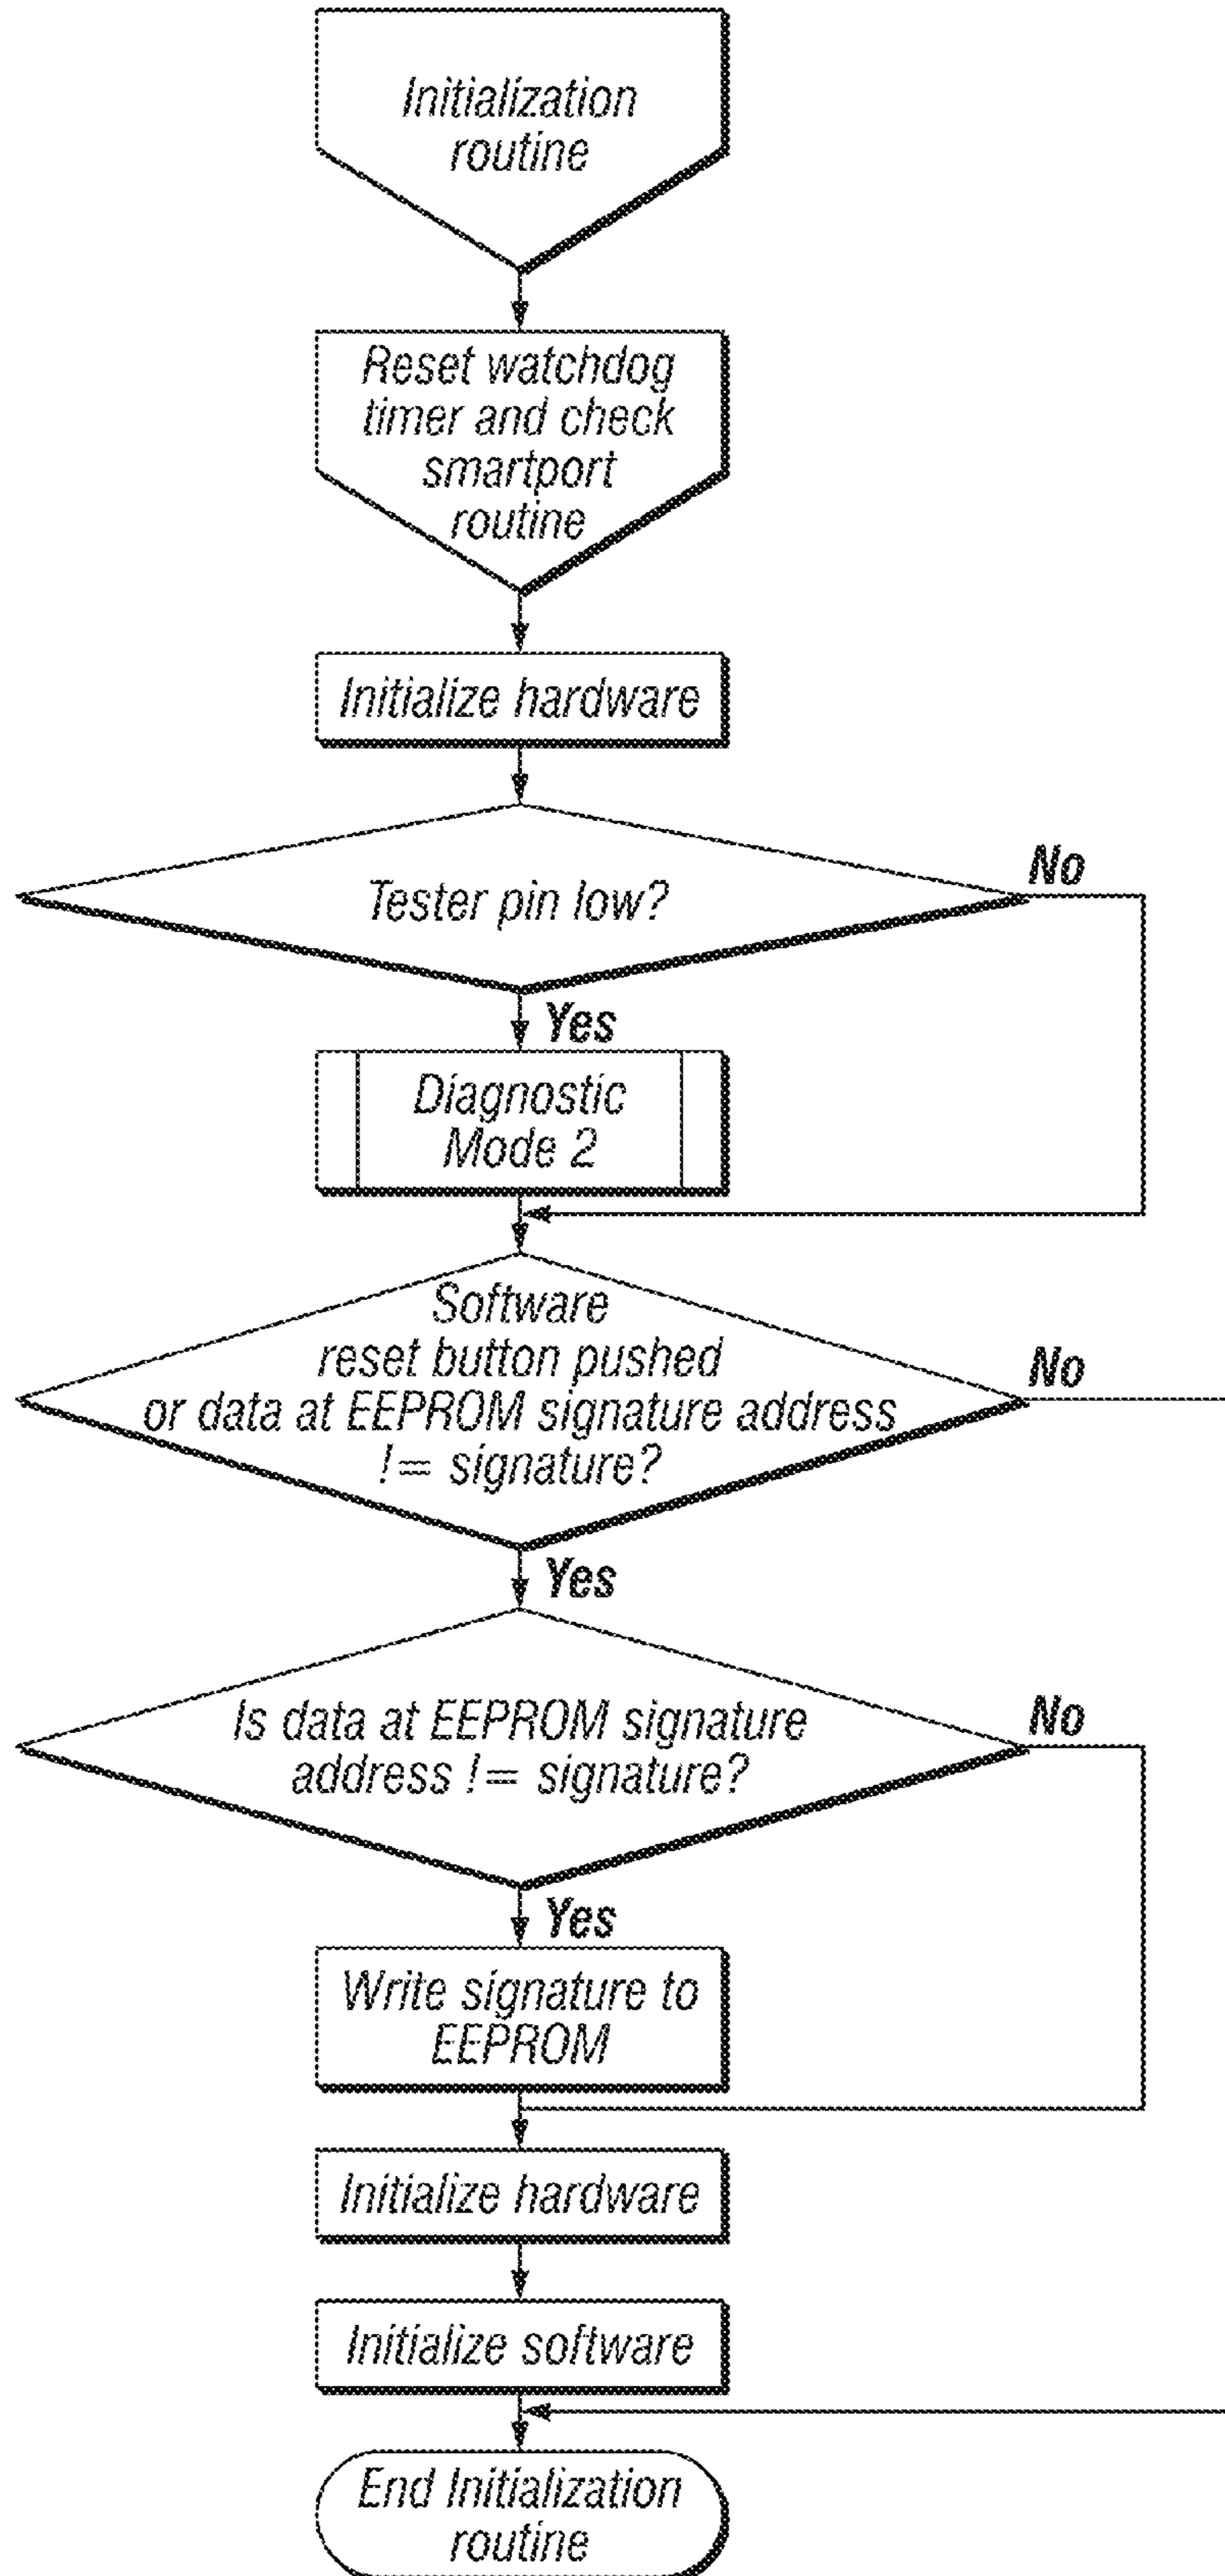 Initialization
routine
Reset watchdog
timer and check
smartport
routine
Initialize hardware
Tester pin low?
No
Yes
Diagnostic
Mode 2
Software
reset button pushed
or data at EEPROM signature address
!= signature?
No
Yes
Is data at EEPROM signature
address != signature?
No
Yes
Write signature to
EEPROM
Initialize hardware
Initialize software
End Initialization
routine